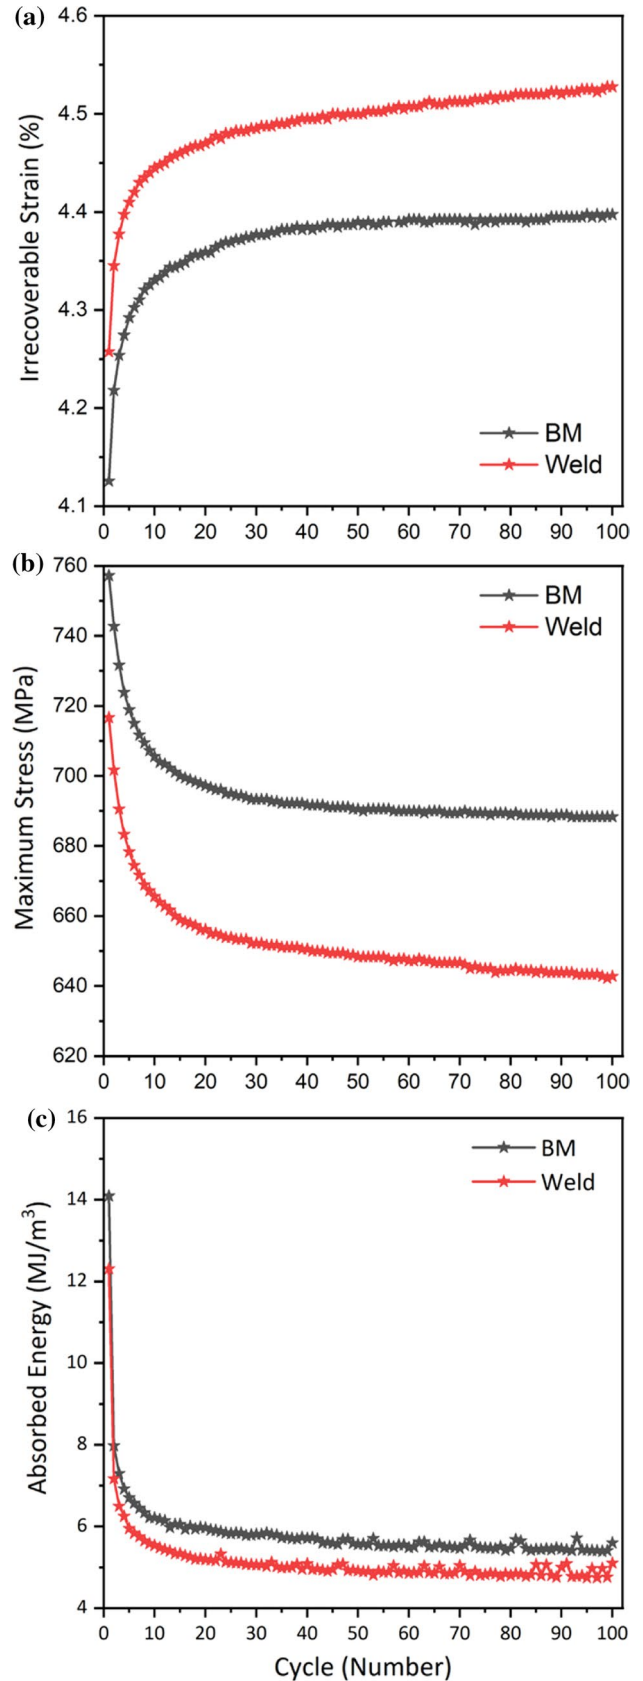 (a)
4.6
4.5
4.4
4.3
4.2
4.1
Irrecoverable Strain (%)
BM
Weld
0 10 20 30 40 50 60 70 80 90 100
(b)
760
740
720
700
680
660
640
620
Maximum Stress (MPa)
BM
Weld
0 10 20 30 40 50 60 70 80 90 100
(c)
16
14
12
10
8
6
4
Absorbed Energy (MJ/m³)
BM
Weld
0 10 20 30 40 50 60 70 80 90 100
Cycle (Number)